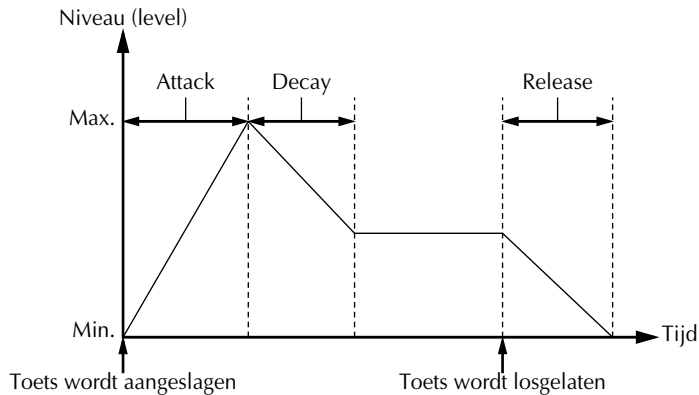 Niveau (level)
Attack
Decay
Release
Max.
Min.
Tijd
Toets wordt aangeslagen
Toets wordt losgelaten